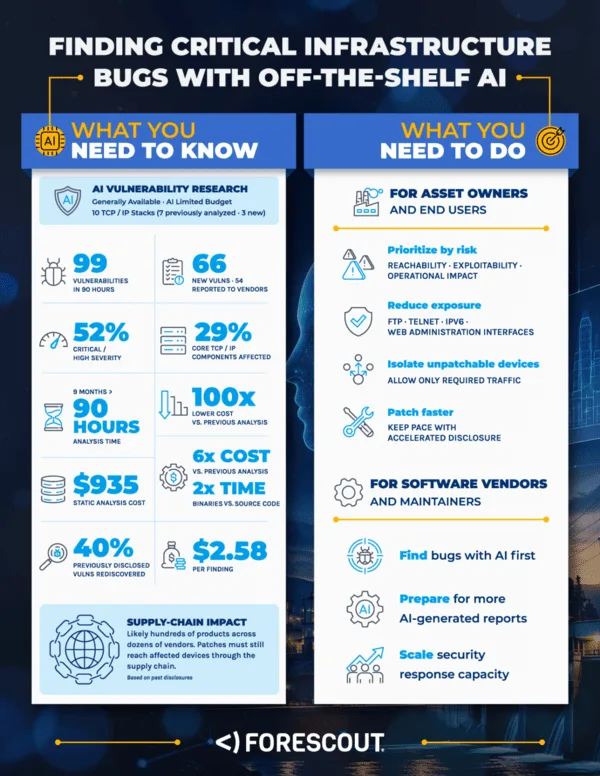 FINDING CRITICAL INFRASTRUCTURE
BUGS WITH OFF-THE-SHELF AI
AI
WHAT YOU
NEED TO KNOW
AI
AI VULNERABILITY RESEARCH
Generally Available · AI Limited Budget
10 TCP / IP Stacks (7 previously analyzed · 3 new)
99
VULNERABILITIES
IN 90 HOURS
66
NEW VULNS · 54
REPORTED TO VENDORS
52%
CRITICAL /
HIGH SEVERITY
29%
CORE TCP / IP
COMPONENTS AFFECTED
9 MONTHS >
90
HOURS
ANALYSIS TIME
100x
LOWER COST
VS. PREVIOUS ANALYSIS
$935
STATIC ANALYSIS COST
6x COST
VS. PREVIOUS ANALYSIS
2x TIME
BINARIES VS. SOURCE CODE
40%
PREVIOUSLY DISCLOSED
VULNS REDISCOVERED
$2.58
PER FINDING
SUPPLY-CHAIN IMPACT
Likely hundreds of products across
dozens of vendors. Patches must still
reach affected devices through the
supply chain.
Based on past disclosures
WHAT YOU
NEED TO DO
FOR ASSET OWNERS
AND END USERS
Prioritize by risk
REACHABILITY · EXPLOITABILITY ·
OPERATIONAL IMPACT
Reduce exposure
FTP · TELNET · IPV6 ·
WEB ADMINISTRATION INTERFACES
Isolate unpatchable devices
ALLOW ONLY REQUIRED TRAFFIC
Patch faster
KEEP PACE WITH
ACCELERATED DISCLOSURE
FOR SOFTWARE VENDORS
AND MAINTAINERS
Find bugs with AI first
AI
Prepare for more
AI-generated reports
Scale security
response capacity
FORESCOUT.